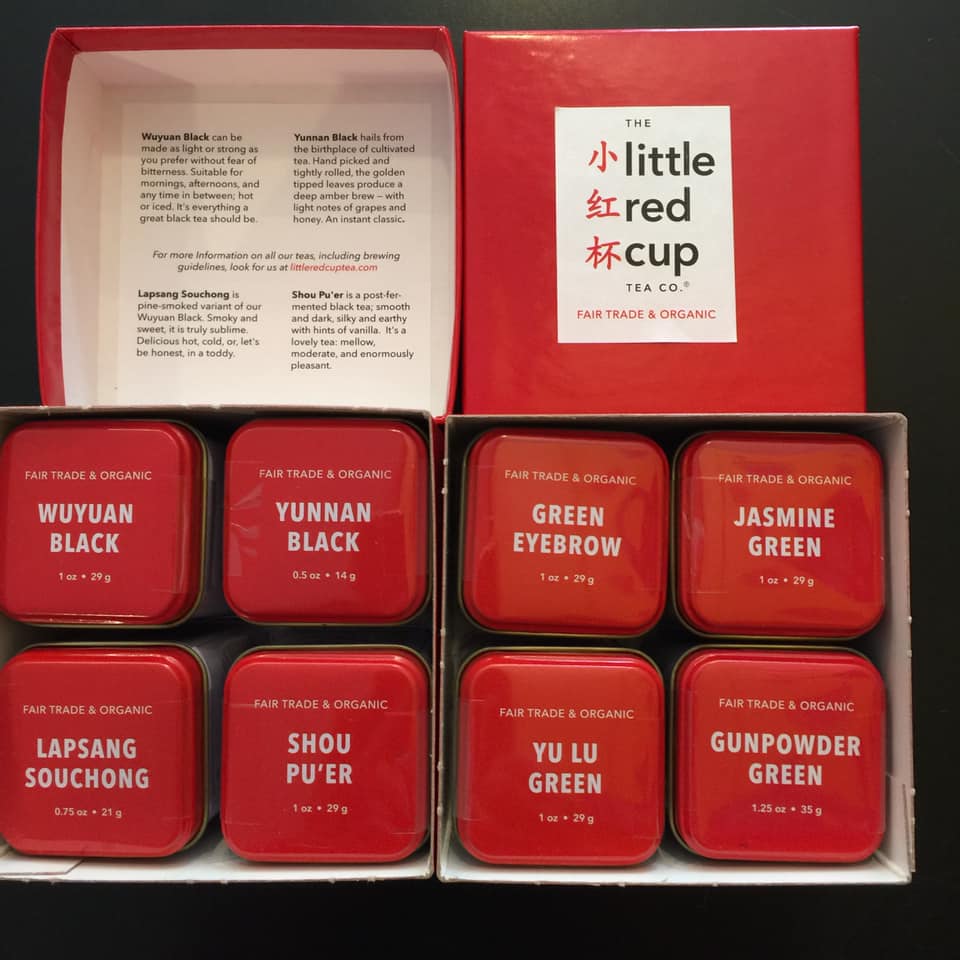 Wuyuan Black can be
made as light or strong as
you prefer without fear of
bitterness. Suitable for
mornings, afternoons, and
any time in between; hot
or iced. It's everything a
great black tea should be.
Yunnan Black hails from
the birthplace of cultivated
tea. Hand picked and
tightly rolled, the golden
tipped leaves produce a
deep amber brew – with
light notes of grapes and
honey. An instant classic.
For more Information on all our teas, including brewing
guidelines, look for us at littleredcuptea.com
Lapsang Souchong is
pine-smoked variant of our
Wuyuan Black. Smoky and
sweet, it is truly sublime.
Delicious hot, cold, or, let's
be honest, in a toddy.
Shou Pu'er is a post-fer-
mented black tea; smooth
and dark, silky and earthy
with hints of vanilla. It's a
lovely tea: mellow,
moderate, and enormously
pleasant.
THE
小 little
红 red
杯 cup
TEA CO.®
FAIR TRADE & ORGANIC
FAIR TRADE & ORGANIC
WUYUAN
BLACK
1 oz • 29 g
FAIR TRADE & ORGANIC
YUNNAN
BLACK
0.5 oz • 14 g
FAIR TRADE & ORGANIC
GREEN
EYEBROW
1 oz • 29 g
FAIR TRADE & ORGANIC
JASMINE
GREEN
1 oz • 29 g
FAIR TRADE & ORGANIC
LAPSANG
SOUCHONG
0.75 oz • 21 g
FAIR TRADE & ORGANIC
SHOU
PU'ER
1 oz • 29 g
FAIR TRADE & ORGANIC
YU LU
GREEN
1 oz • 29 g
FAIR TRADE & ORGANIC
GUNPOWDER
GREEN
1.25 oz • 35 g